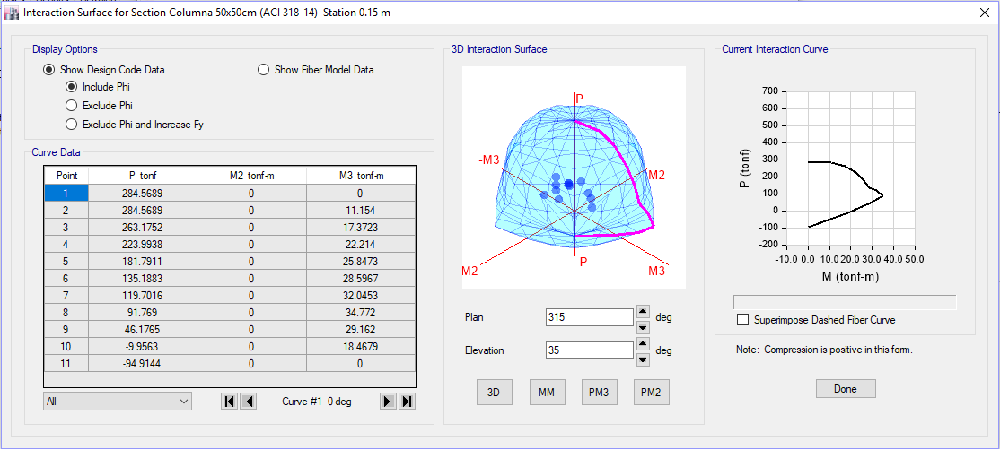 Interaction Surface for Section Columna 50x50cm (ACI 318-14)  Station 0.15 m
Display Options
Show Design Code Data
Show Fiber Model Data
Include Phi
Exclude Phi
Exclude Phi and Increase Fy
Curve Data
Point P tonf M2 tonf-m M3 tonf-m
1 284.5689 0 0
2 284.5689 0 11.154
3 263.1752 0 17.3723
4 223.9938 0 22.214
5 181.7911 0 25.8473
6 135.1883 0 28.5967
7 119.7016 0 32.0453
8 91.769 0 34.772
9 46.1765 0 29.162
10 -9.9563 0 18.4679
11 -94.9144 0 0
All
Curve #1  0 deg
3D Interaction Surface
P
-M3
M2
-P
M2
M3
Plan 315 deg
Elevation 35 deg
3D MM PM3 PM2
Current Interaction Curve
700
600
500
400
300
200
100
0
-100
-200
P (tonf)
-10.0 0.0 10.0 20.0 30.0 40.0 50.0
M (tonf-m)
Superimpose Dashed Fiber Curve
Note:  Compression is positive in this form.
Done